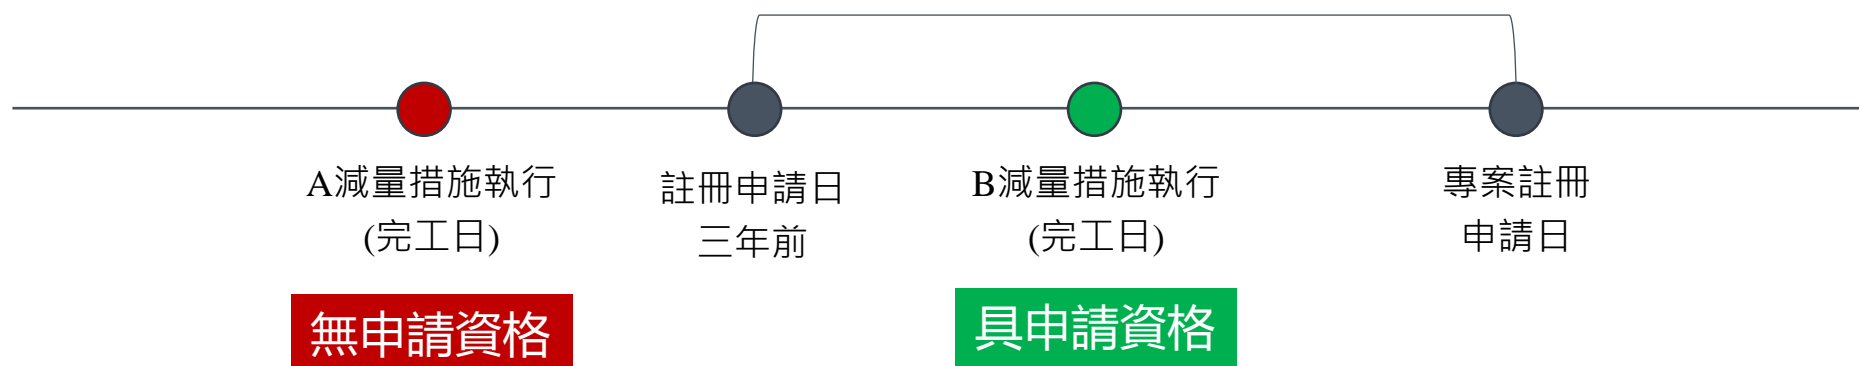 A減量措施執行
(完工日)
無申請資格
註冊申請日
三年前
B減量措施執行
(完工日)
具申請資格
專案註冊
申請日